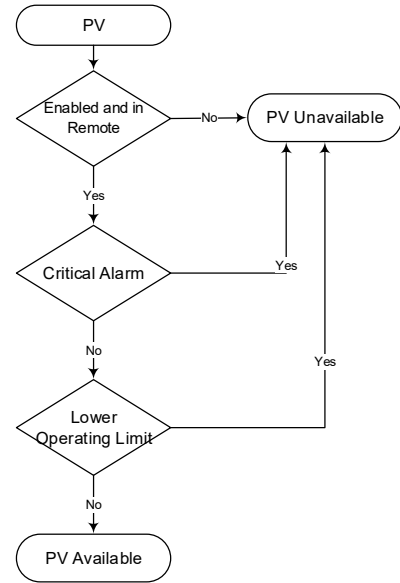 PV
Enabled and in
Remote
No
PV Unavailable
Yes
Critical Alarm
Yes
No
Lower
Operating Limit
Yes
No
PV Available